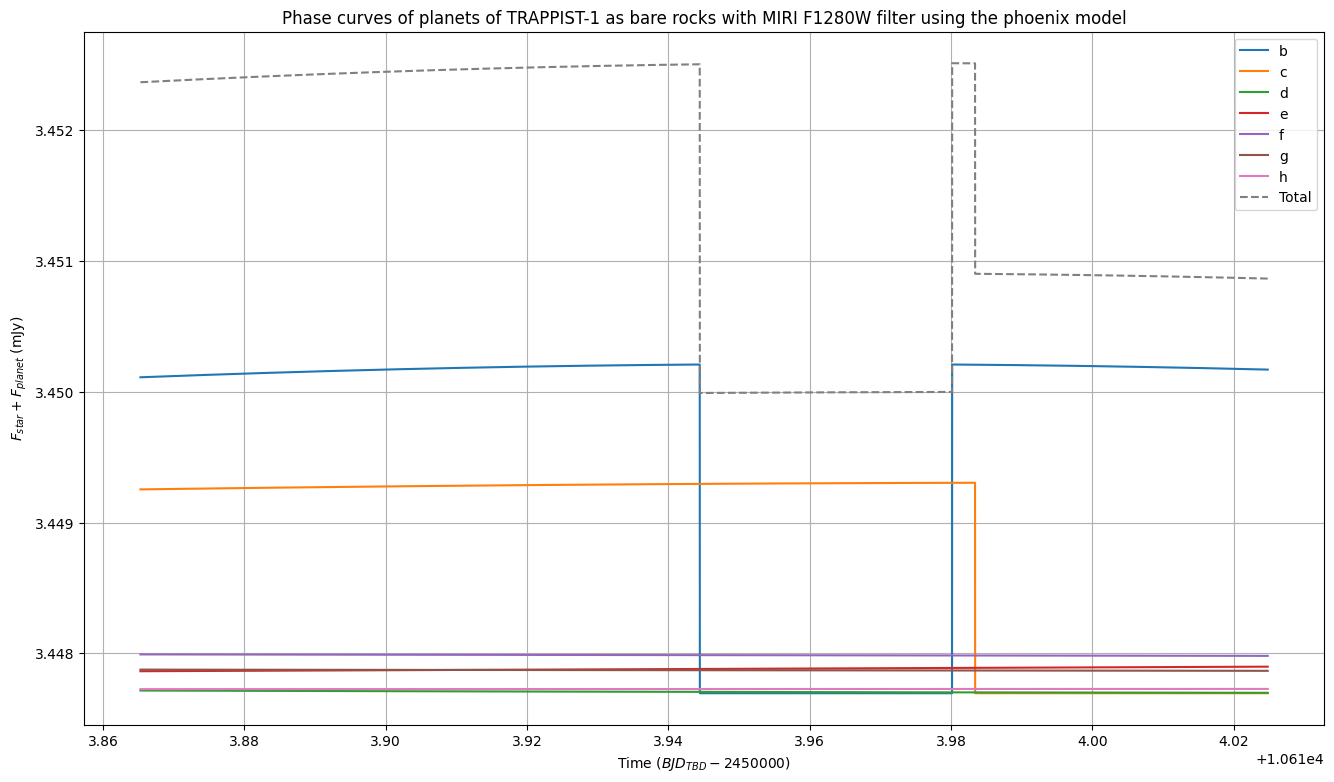 Phase curves of planets of TRAPPIST-1 as bare rocks with MIRI F1280W filter using the phoenix model
b
c
d
e
f
g
h
Total
3.452
3.451
3.450
3.449
3.448
F_star + F_planet (mJy)
3.86
3.88
3.90
3.92
3.94
3.96
3.98
4.00
4.02
+1.061e4
Time (BJD_TBD − 2450000)